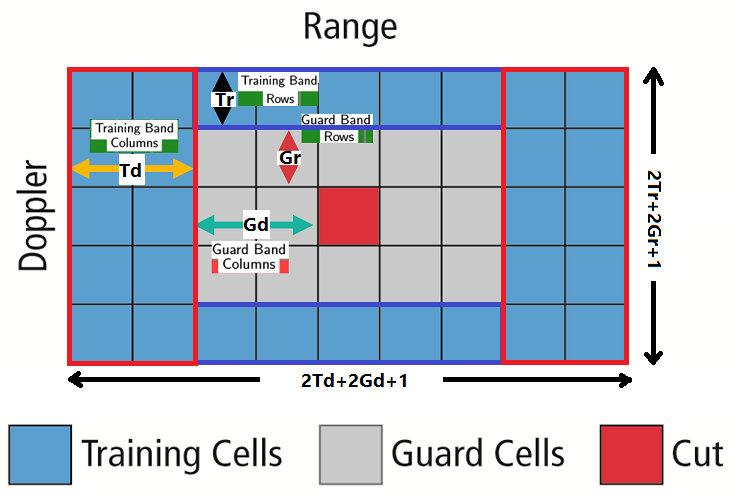 Range
Training Band
Rows
Tr
Guard Band
Rows
Training Band
Columns
Gr
Td
Doppler
Gd
Guard Band
Columns
2Tr+2Gr+1
2Td+2Gd+1
Training Cells
Guard Cells
Cut